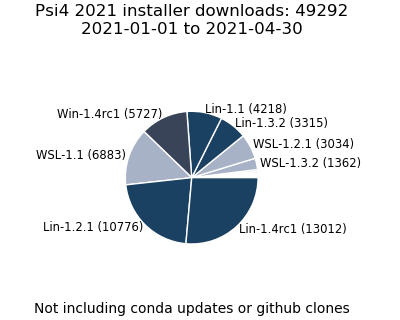 Psi4 2021 installer downloads: 49292
2021-01-01 to 2021-04-30
Lin-1.1 (4218)
Win-1.4rc1 (5727)
Lin-1.3.2 (3315)
WSL-1.2.1 (3034)
WSL-1.1 (6883)
WSL-1.3.2 (1362)
Lin-1.2.1 (10776)
Lin-1.4rc1 (13012)
Not including conda updates or github clones